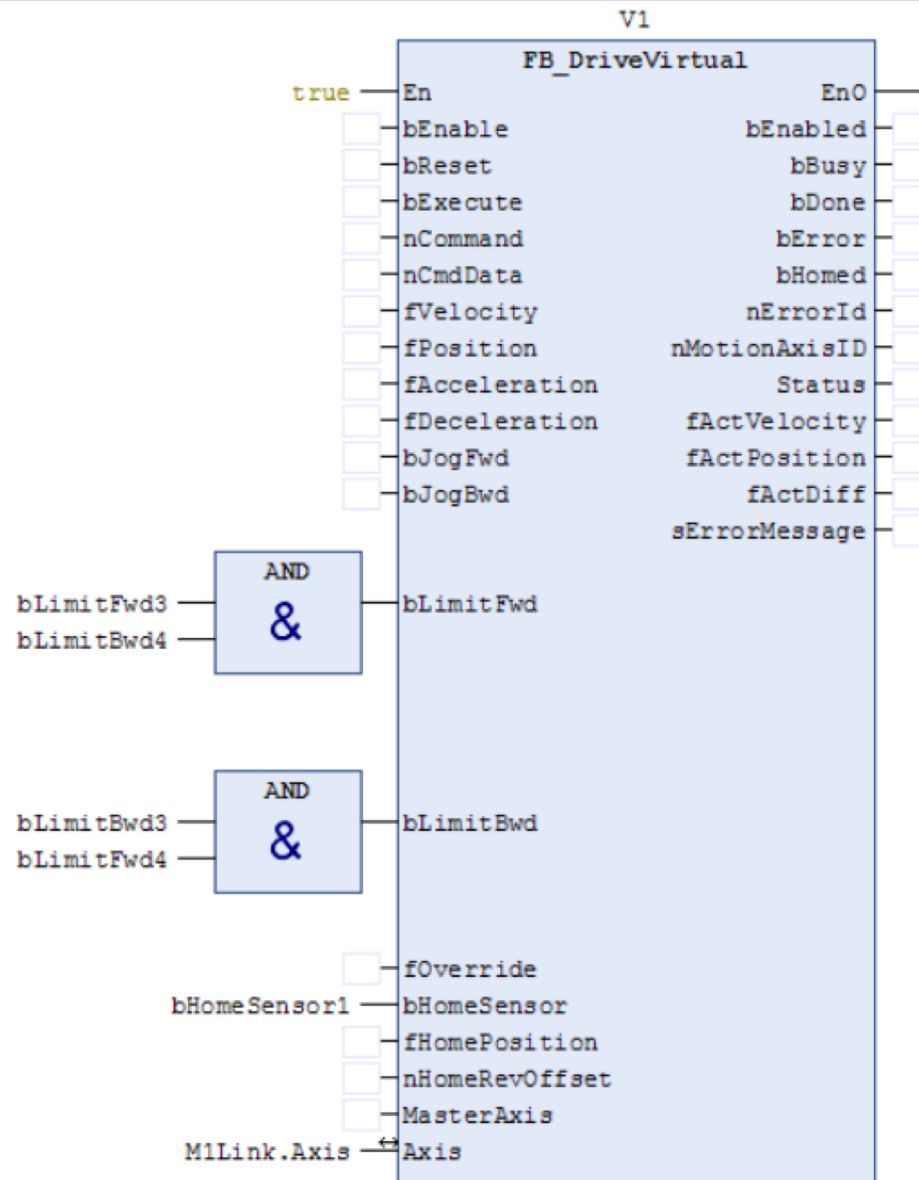 V1
FB_DriveVirtual
true En EnO
bEnable bEnabled
bReset bBusy
bExecute bDone
nCommand bError
nCmdData bHomed
fVelocity nErrorId
fPosition nMotionAxisID
fAcceleration Status
fDeceleration fActVelocity
bJogFwd fActPosition
bJogBwd fActDiff
sErrorMessage
AND
bLimitFwd3 & bLimitFwd
bLimitBwd4
AND
bLimitBwd3 & bLimitBwd
bLimitFwd4
fOverride
bHomeSensor1 bHomeSensor
fHomePosition
nHomeRevOffset
MasterAxis
M1Link.Axis Axis